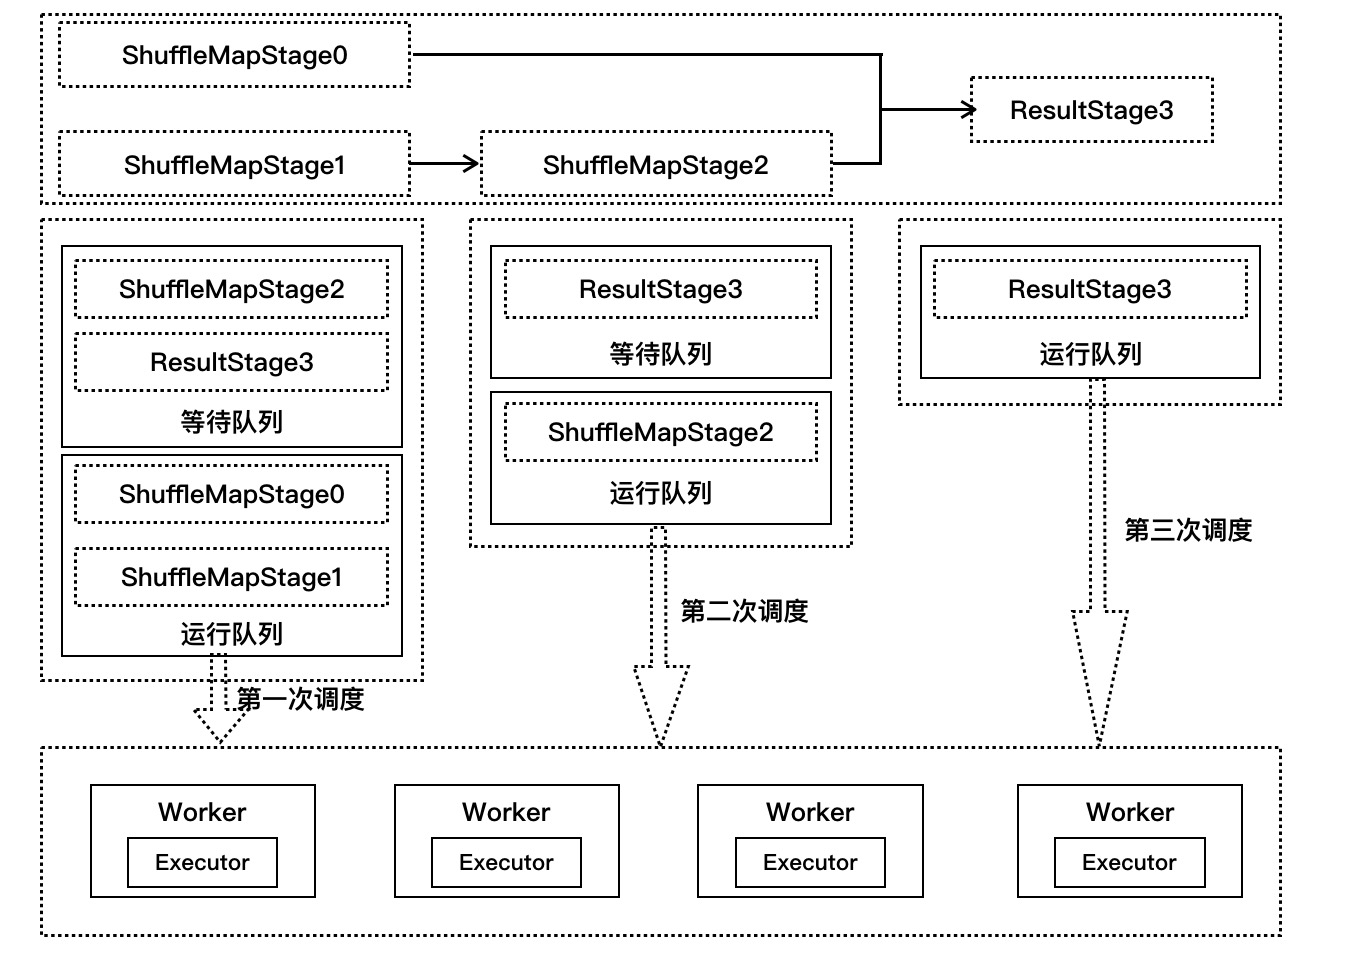 ShuffleMapStage0
ResultStage3
ShuffleMapStage1
ShuffleMapStage2
ShuffleMapStage2
ResultStage3
等待队列
ShuffleMapStage0
ShuffleMapStage1
运行队列
第一次调度
ResultStage3
等待队列
ShuffleMapStage2
运行队列
第二次调度
ResultStage3
运行队列
第三次调度
Worker
Executor
Worker
Executor
Worker
Executor
Worker
Executor